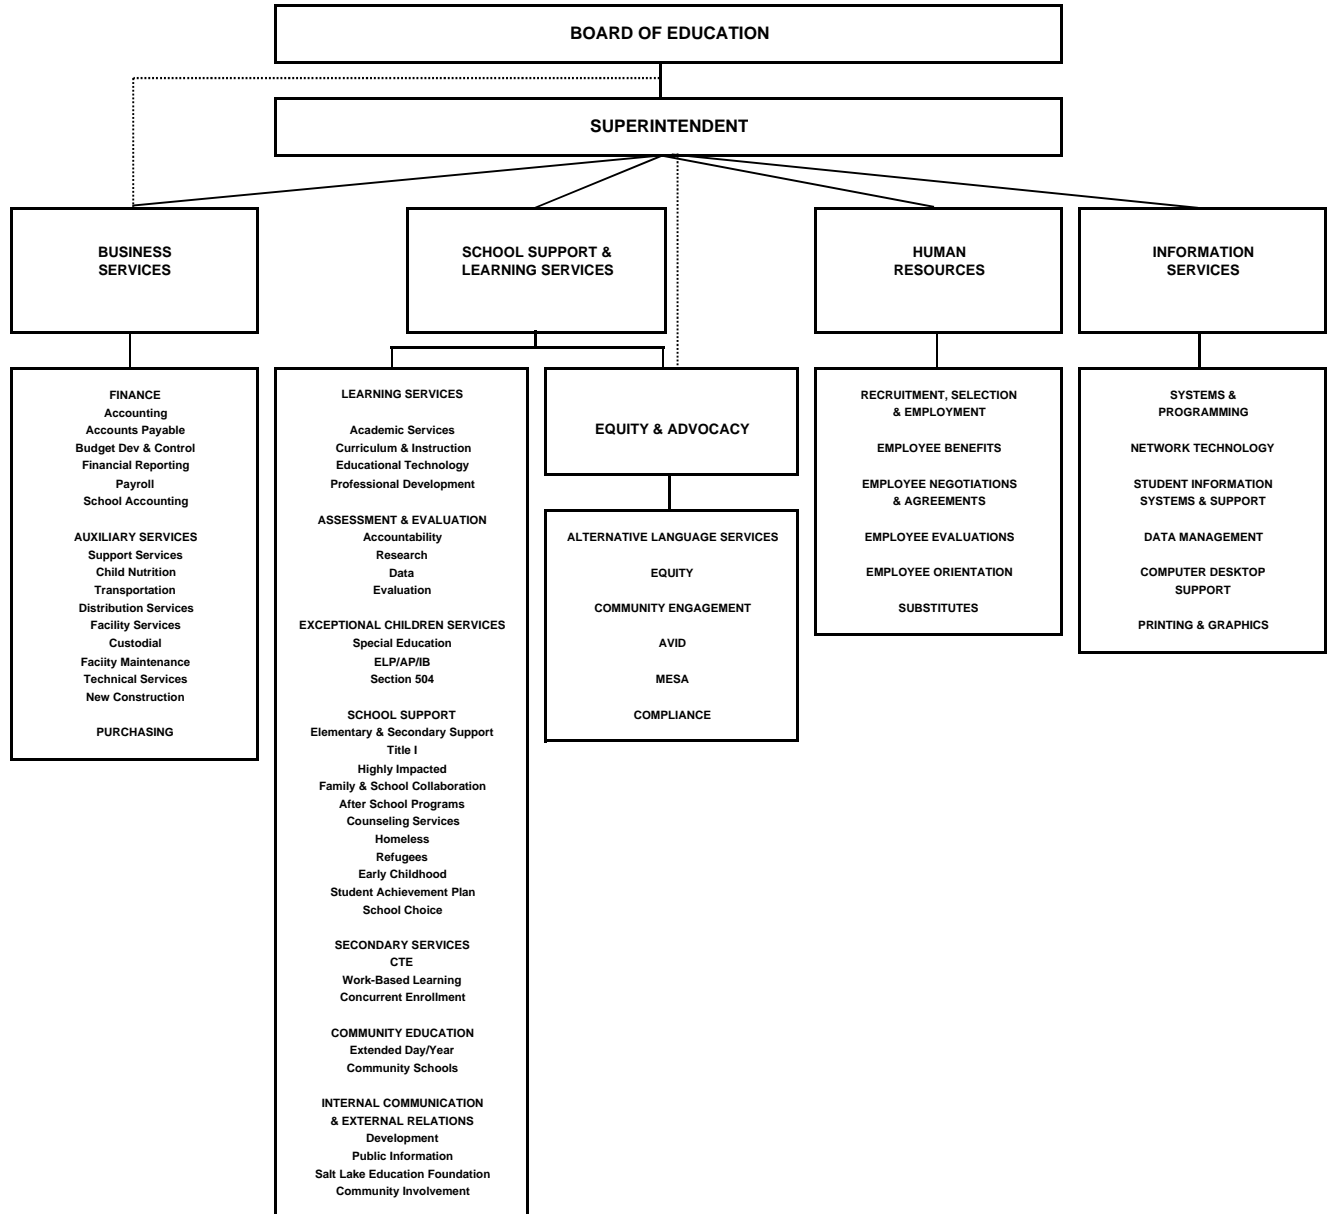 BOARD OF EDUCATION
SUPERINTENDENT
BUSINESS
SERVICES
SCHOOL SUPPORT &
LEARNING SERVICES
HUMAN
RESOURCES
INFORMATION
SERVICES
FINANCE
Accounting
Accounts Payable
Budget Dev & Control
Financial Reporting
Payroll
School Accounting
AUXILIARY SERVICES
Support Services
Child Nutrition
Transportation
Distribution Services
Facility Services
Custodial
Faciity Maintenance
Technical Services
New Construction
PURCHASING
LEARNING SERVICES
Academic Services
Curriculum & Instruction
Educational Technology
Professional Development
ASSESSMENT & EVALUATION
Accountability
Research
Data
Evaluation
EXCEPTIONAL CHILDREN SERVICES
Special Education
ELP/AP/IB
Section 504
SCHOOL SUPPORT
Elementary & Secondary Support
Title I
Highly Impacted
Family & School Collaboration
After School Programs
Counseling Services
Homeless
Refugees
Early Childhood
Student Achievement Plan
School Choice
SECONDARY SERVICES
CTE
Work-Based Learning
Concurrent Enrollment
COMMUNITY EDUCATION
Extended Day/Year
Community Schools
INTERNAL COMMUNICATION
& EXTERNAL RELATIONS
Development
Public Information
Salt Lake Education Foundation
Community Involvement
EQUITY & ADVOCACY
ALTERNATIVE LANGUAGE SERVICES
EQUITY
COMMUNITY ENGAGEMENT
AVID
MESA
COMPLIANCE
RECRUITMENT, SELECTION
& EMPLOYMENT
EMPLOYEE BENEFITS
EMPLOYEE NEGOTIATIONS
& AGREEMENTS
EMPLOYEE EVALUATIONS
EMPLOYEE ORIENTATION
SUBSTITUTES
SYSTEMS &
PROGRAMMING
NETWORK TECHNOLOGY
STUDENT INFORMATION
SYSTEMS & SUPPORT
DATA MANAGEMENT
COMPUTER DESKTOP
SUPPORT
PRINTING & GRAPHICS